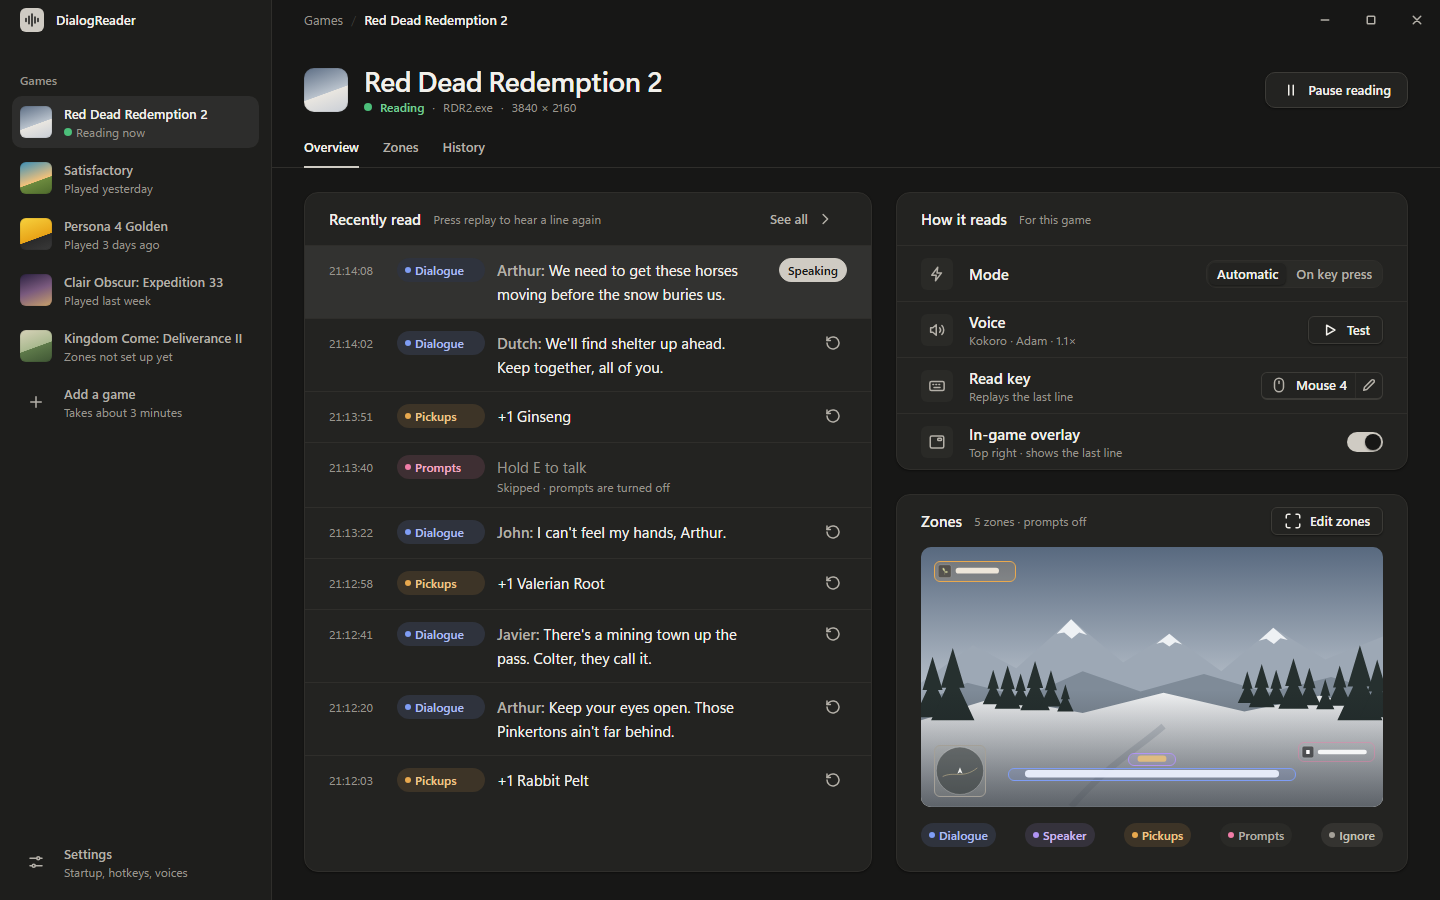 DialogReader
Games / Red Dead Redemption 2
Games
Red Dead Redemption 2
Reading now
Satisfactory
Played yesterday
Persona 4 Golden
Played 3 days ago
Clair Obscur: Expedition 33
Played last week
Kingdom Come: Deliverance II
Zones not set up yet
Add a game
Takes about 3 minutes
Settings
Startup, hotkeys, voices
Red Dead Redemption 2
Reading · RDR2.exe · 3840 × 2160
Pause reading
Overview Zones History
Recently read Press replay to hear a line again See all
21:14:08 Dialogue Arthur: We need to get these horses Speaking
moving before the snow buries us.
21:14:02 Dialogue Dutch: We'll find shelter up ahead.
Keep together, all of you.
21:13:51 Pickups +1 Ginseng
21:13:40 Prompts Hold E to talk
Skipped · prompts are turned off
21:13:22 Dialogue John: I can't feel my hands, Arthur.
21:12:58 Pickups +1 Valerian Root
21:12:41 Dialogue Javier: There's a mining town up the
pass. Colter, they call it.
21:12:20 Dialogue Arthur: Keep your eyes open. Those
Pinkertons ain't far behind.
21:12:03 Pickups +1 Rabbit Pelt
How it reads For this game
Mode Automatic On key press
Voice Test
Kokoro · Adam · 1.1×
Read key Mouse 4
Replays the last line
In-game overlay
Top right · shows the last line
Zones 5 zones · prompts off Edit zones
Dialogue Speaker Pickups Prompts Ignore